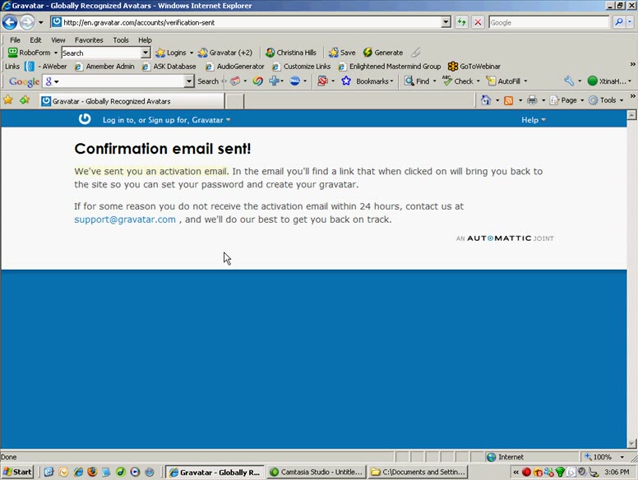 Gravatar - Globally Recognized Avatars - Windows Internet Explorer
http://en.gravatar.com/accounts/verification-sent
Google
File Edit View Favorites Tools Help
RoboForm Search Logins Gravatar (+2) Christina Hills Save Generate
Links AWeber Amember Admin ASK Database AudioGenerator Customize Links Enlightened Mastermind Group GoToWebinar
Google Search Bookmarks Find Check AutoFill XtinaH...
Gravatar - Globally Recognized Avatars Page Tools
Log in to, or Sign up for, Gravatar Help
Confirmation email sent!
We've sent you an activation email. In the email you'll find a link that when clicked on will bring you back to
the site so you can set your password and create your gravatar.
If for some reason you do not receive the activation email within 24 hours, contact us at
support@gravatar.com , and we'll do our best to get you back on track.
AN AUTOMATTIC JOINT
Done Internet 100%
Start Gravatar - Globally R... Camtasia Studio - Untitle... C:\Documents and Settin... 3:06 PM